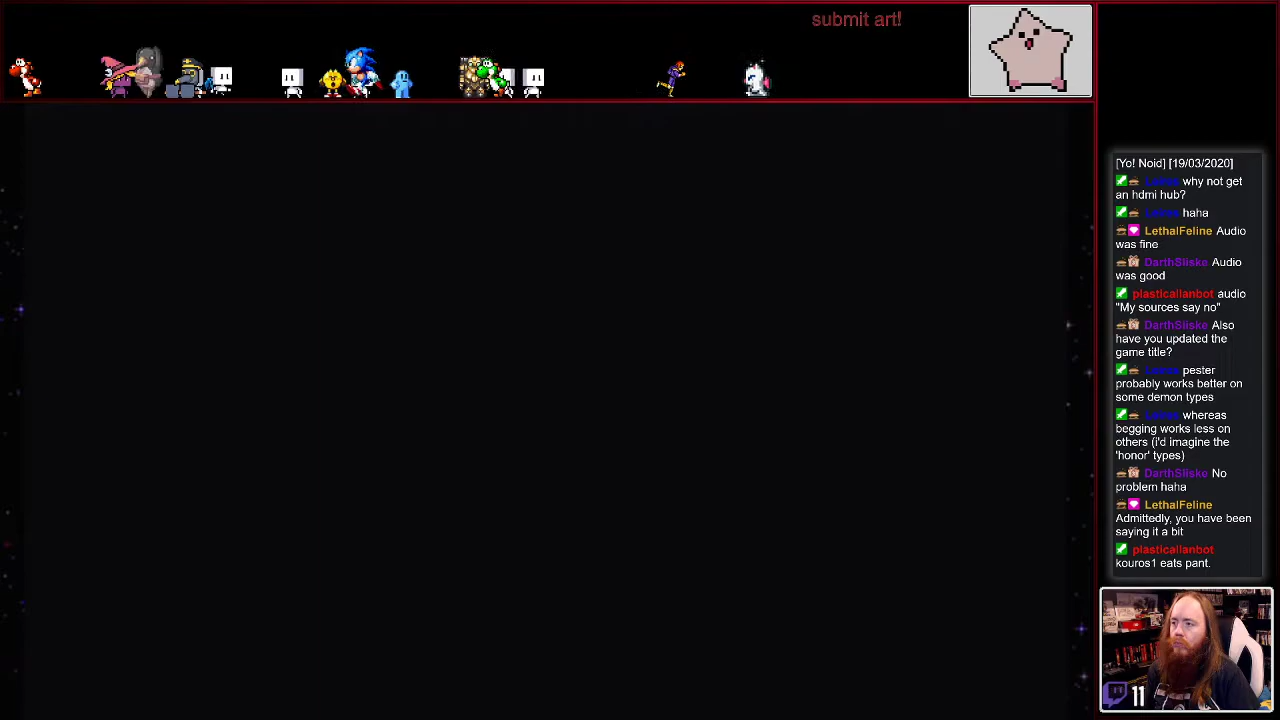 submit art!
[Yo! Noid] [19/03/2020]
why not get
an hdmi hub?
haha
LethalFeline Audio
was fine
DarthSliske Audio
was good
plasticallanbot audio
"My sources say no"
DarthSliske Also
have you updated the
game title?
pester
probably works better on
some demon types
whereas
begging works less on
others (i'd imagine the
'honor' types)
DarthSliske No
problem haha
LethalFeline
Admittedly, you have been
saying it a bit
plasticallanbot
kouros1 eats pant.
11